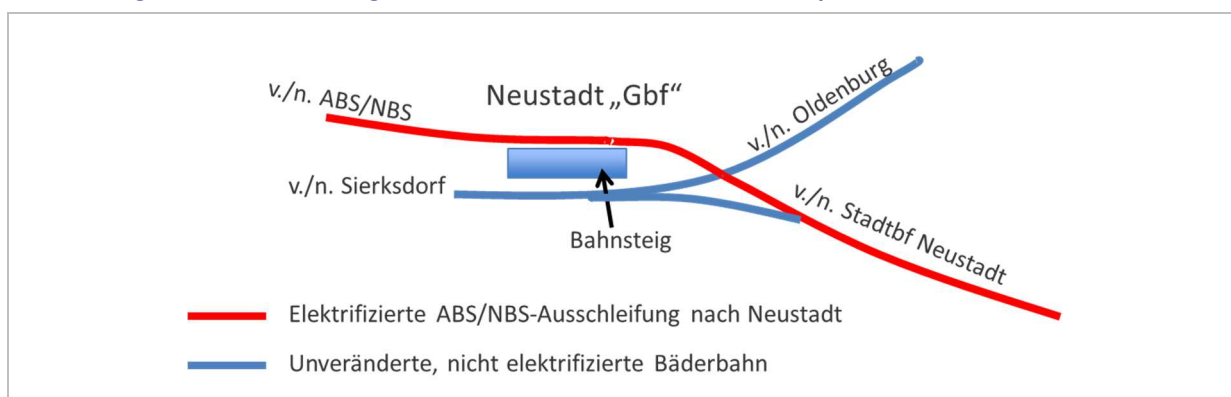 v./n. ABS/NBS
Neustadt „Gbf“
v./n. Oldenburg
v./n. Sierksdorf
v./n. Stadtbf Neustadt
Bahnsteig
Elektrifizierte ABS/NBS-Ausschleifung nach Neustadt
Unveränderte, nicht elektrifizierte Bäderbahn